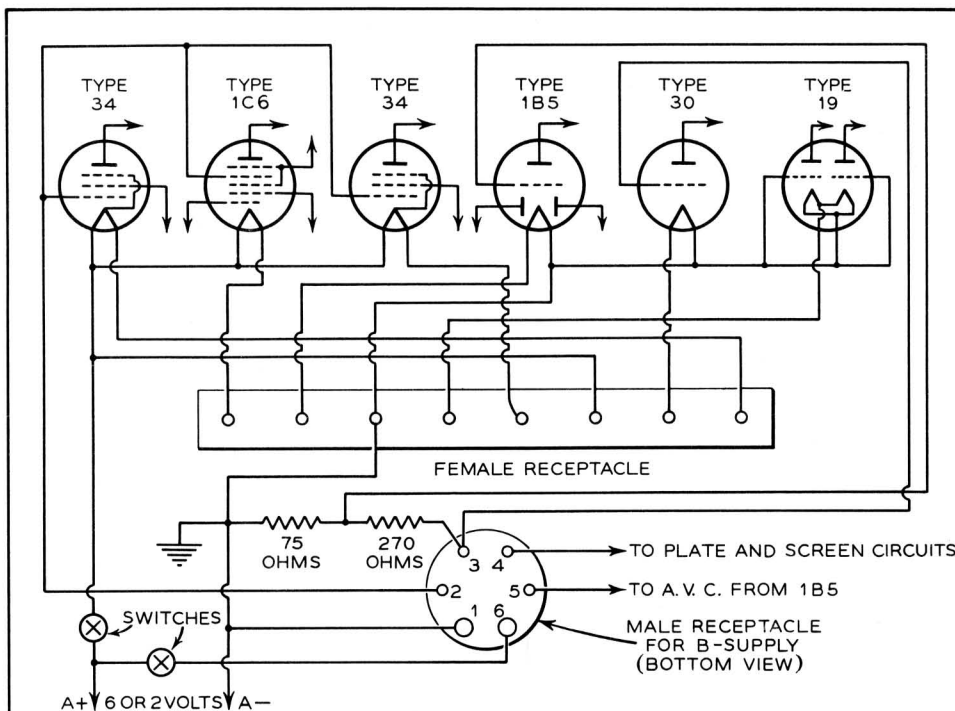 TYPE
34
TYPE
1C6
TYPE
34
TYPE
1B5
TYPE
30
TYPE
19
FEMALE RECEPTACLE
75
OHMS
270
OHMS
3
4
TO PLATE AND SCREEN CIRCUITS
2
5
TO A.V.C. FROM 1B5
1
6
SWITCHES
MALE RECEPTACLE
FOR B-SUPPLY
(BOTTOM VIEW)
A+ 6 OR 2 VOLTS A-